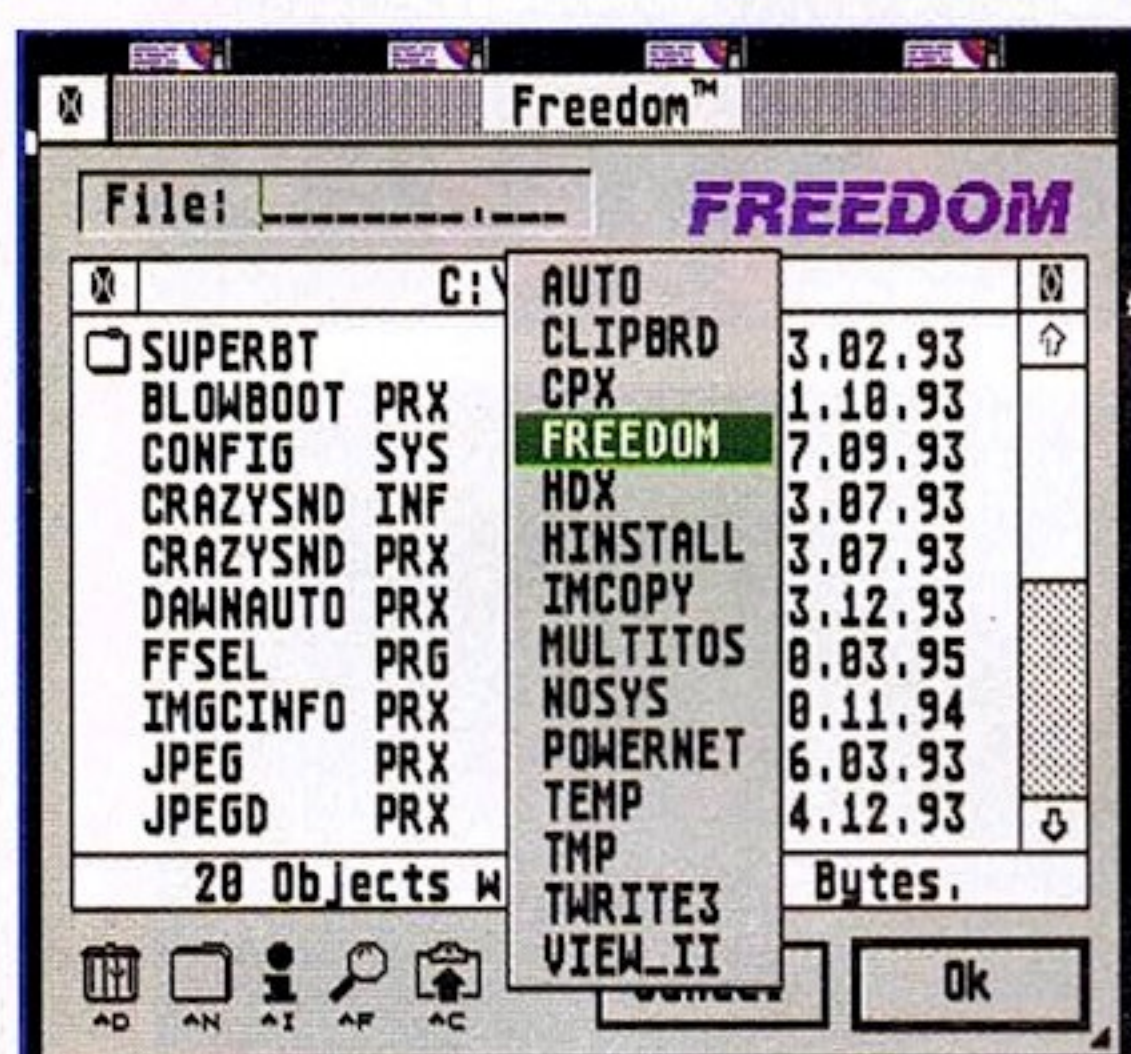 Freedom™
File: ________.___
FREEDOM
C:\
SUPERBT
BLOWBOOT PRX
CONFIG SYS
CRAZYSND INF
CRAZYSND PRX
DAWNAUTO PRX
FFSEL PRG
IMGCINFO PRX
JPEG PRX
JPEGD PRX
AUTO
CLIPBRD
CPX
FREEDOM
HDX
HINSTALL
IMCOPY
MULTITOS
NOSYS
POWERNET
TEMP
TMP
TWRITE3
VIEW_II
3.02.93
1.10.93
7.09.93
3.07.93
3.07.93
3.12.93
0.03.95
0.11.94
6.03.93
4.12.93
20 Objects w
Bytes.
^D ^N ^I ^F ^C
Ok